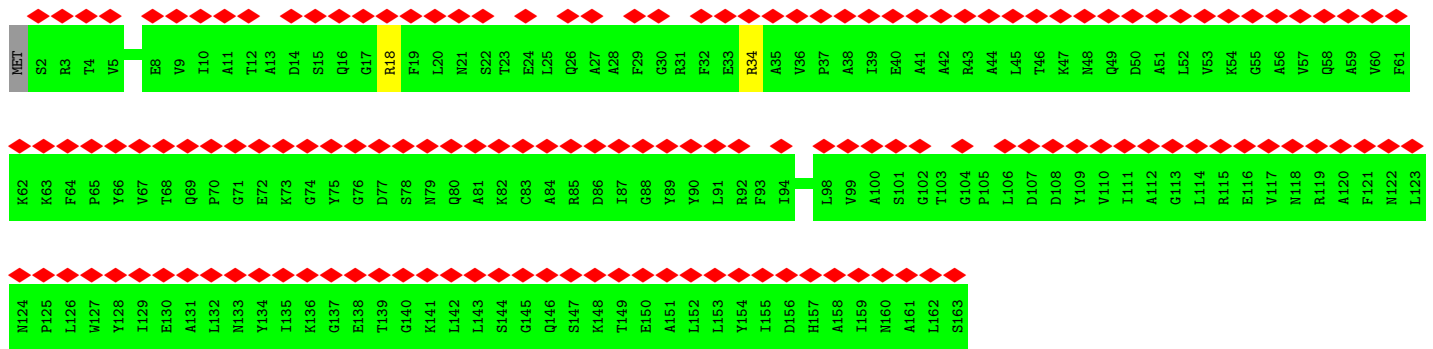 MET S2 R3 T4 V5 E8 V9 I10 A11 T12 A13 D14 S15 Q16 G17 R18 F19 L20 N21 S22 T23 E24 L25 Q26 A27 A28 F29 G30 R31 F32 E33 R34 A35 V36 P37 A38 I39 E40 A41 A42 R43 A44 L45 T46 K47 N48 Q49 D50 A51 L52 V53 K54 G55 A56 V57 Q58 A59 V60 F61
K62 K63 F64 P65 Y66 V67 T68 Q69 P70 G71 E72 K73 G74 Y75 G76 D77 S78 N79 Q80 A81 K82 C83 A84 R85 D86 I87 G88 Y89 Y90 L91 R92 F93 I94 L98 V99 A100 S101 G102 T103 G104 P105 L106 D107 D108 Y109 V110 I111 A112 G113 L114 R115 E116 V117 N118 R119 A120 F121 N122 L123
N124 P125 L126 W127 Y128 I129 E130 A131 L132 N133 Y134 I135 K136 G137 E138 T139 G140 K141 L142 L143 S144 G145 Q146 S147 K148 T149 E150 A151 L152 L153 Y154 I155 D156 H157 A158 I159 N160 A161 L162 S163